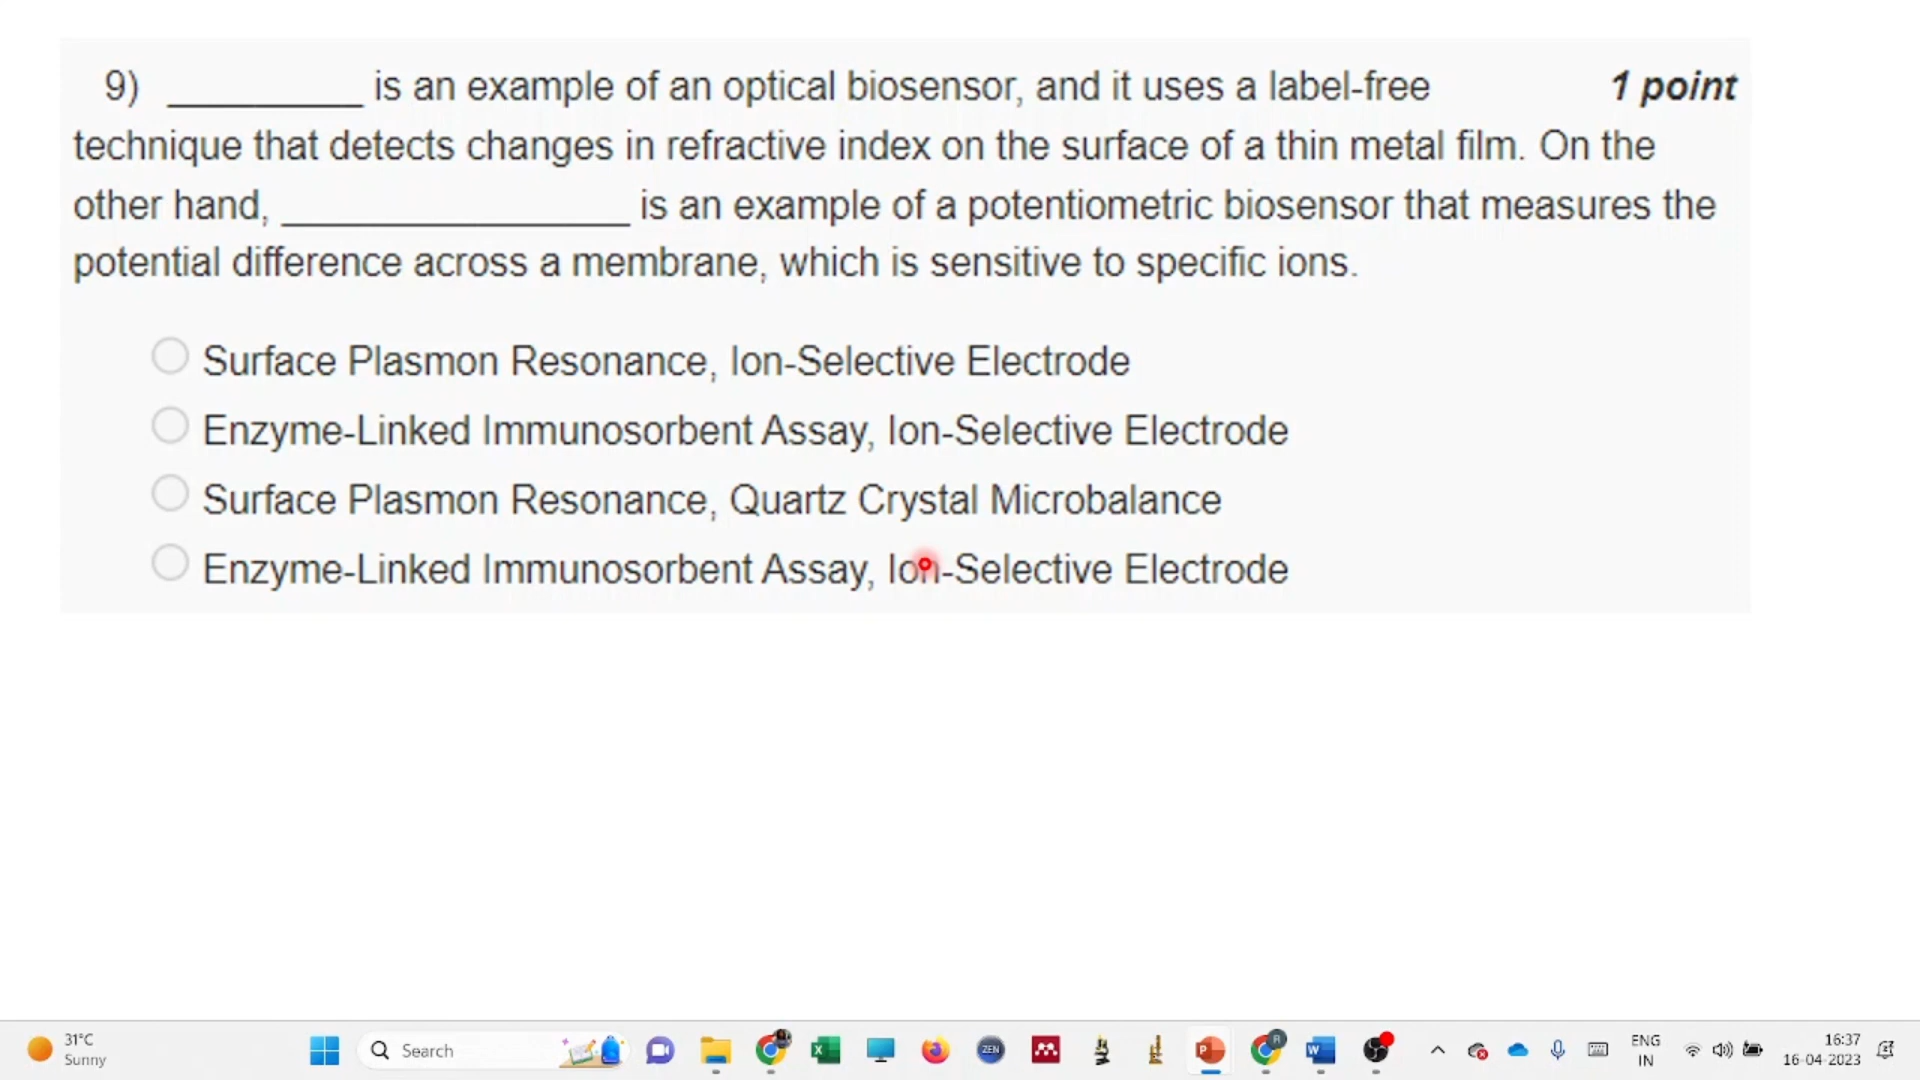 9) _________ is an example of an optical biosensor, and it uses a label-free
1 point
technique that detects changes in refractive index on the surface of a thin metal film. On the
other hand, ________________ is an example of a potentiometric biosensor that measures the
potential difference across a membrane, which is sensitive to specific ions.
Surface Plasmon Resonance, Ion-Selective Electrode
Enzyme-Linked Immunosorbent Assay, Ion-Selective Electrode
Surface Plasmon Resonance, Quartz Crystal Microbalance
Enzyme-Linked Immunosorbent Assay, Ion-Selective Electrode
31°C
Sunny
Search
ZEN
ENG
IN
16:37
16-04-2023